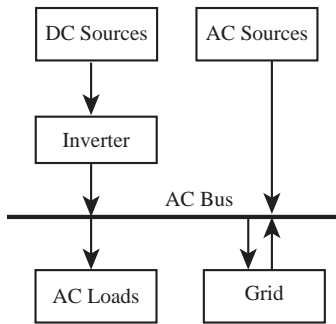 DC Sources
AC Sources
Inverter
AC Bus
AC Loads
Grid